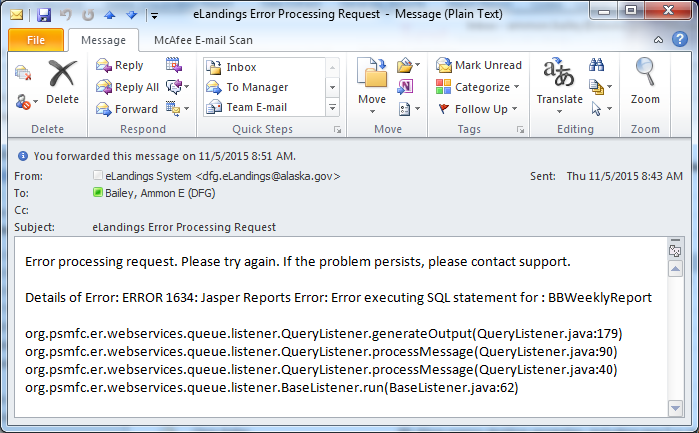 eLandings Error Processing Request - Message (Plain Text)
File Message McAfee E-mail Scan
Delete
Reply
Reply All
Forward
Inbox
To Manager
Team E-mail
Move
Mark Unread
Categorize
Follow Up
Translate
Zoom
Delete Respond Quick Steps Move Tags Editing Zoom
You forwarded this message on 11/5/2015 8:51 AM.
From: eLandings System <dfg.eLandings@alaska.gov> Sent: Thu 11/5/2015 8:43 AM
To: Bailey, Ammon E (DFG)
Cc:
Subject: eLandings Error Processing Request
Error processing request. Please try again. If the problem persists, please contact support.
Details of Error: ERROR 1634: Jasper Reports Error: Error executing SQL statement for : BBWeeklyReport
org.psmfc.er.webservices.queue.listener.QueryListener.generateOutput(QueryListener.java:179)
org.psmfc.er.webservices.queue.listener.QueryListener.processMessage(QueryListener.java:90)
org.psmfc.er.webservices.queue.listener.QueryListener.processMessage(QueryListener.java:40)
org.psmfc.er.webservices.queue.listener.BaseListener.run(BaseListener.java:62)